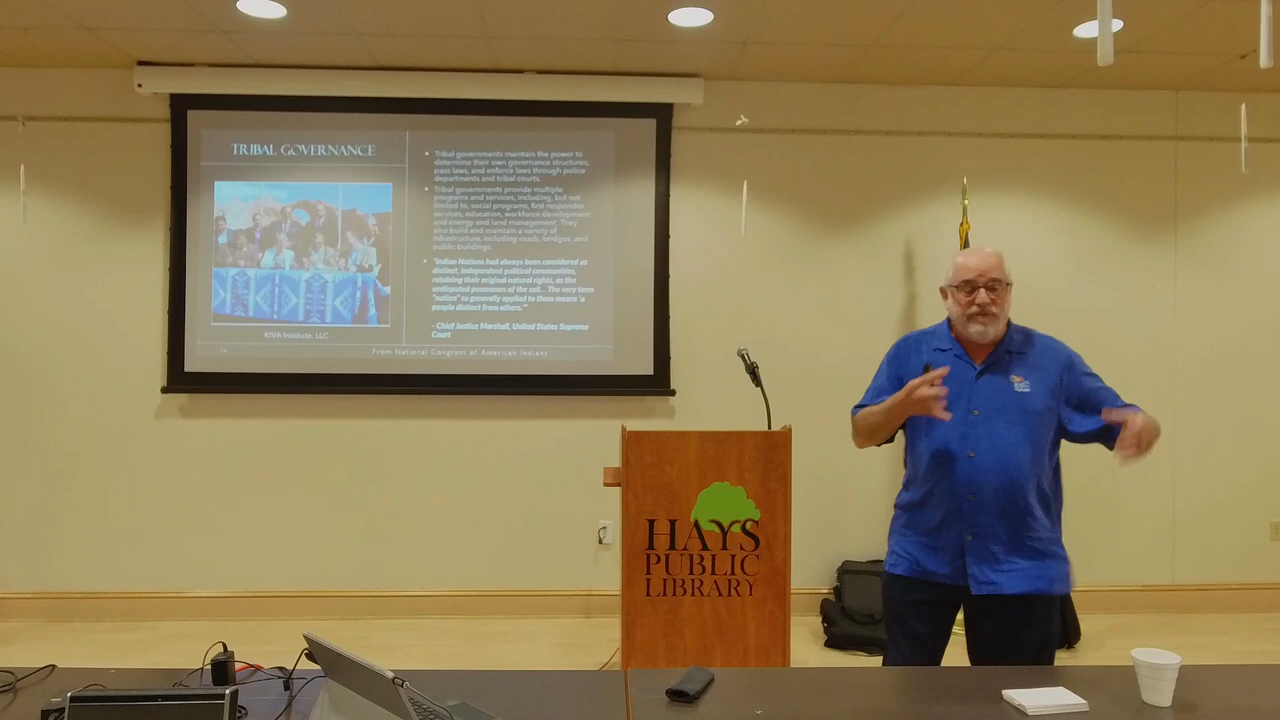 TRIBAL GOVERNANCE
KIVA Institute, LLC.
Tribal governments maintain the power to
determine their own governance structures,
pass laws, and enforce laws through police
departments and tribal courts.
Tribal governments provide multiple
programs and services, including, but not
limited to, social programs, first responder
services, education, workforce development,
and energy and land management. They
also build and maintain a variety of
infrastructure, including roads, bridges, and
public buildings.
"Indian Nations had always been considered as
distinct, independent political communities,
retaining their original natural rights, as the
undisputed possessors of the soil... The very term
"nation" so generally applied to them means 'a
people distinct from others.'"
- Chief Justice Marshall, United States Supreme
Court
From National Congress of American Indians
HAYS
PUBLIC
LIBRARY